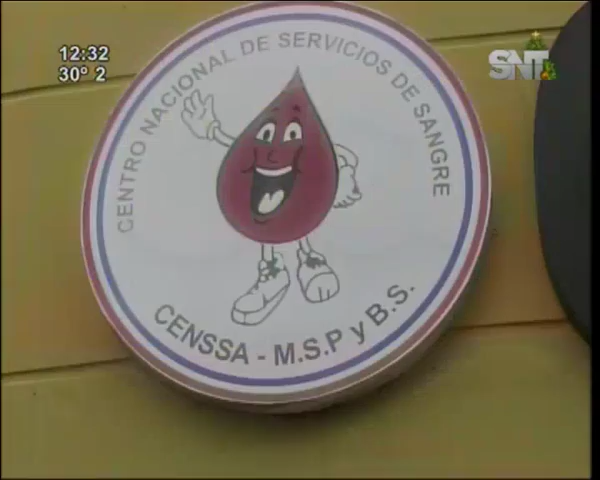 12:32
30° 2
SNT
CENTRO NACIONAL DE SERVICIOS DE SANGRE
CENSSA - M.S.P y B.S.